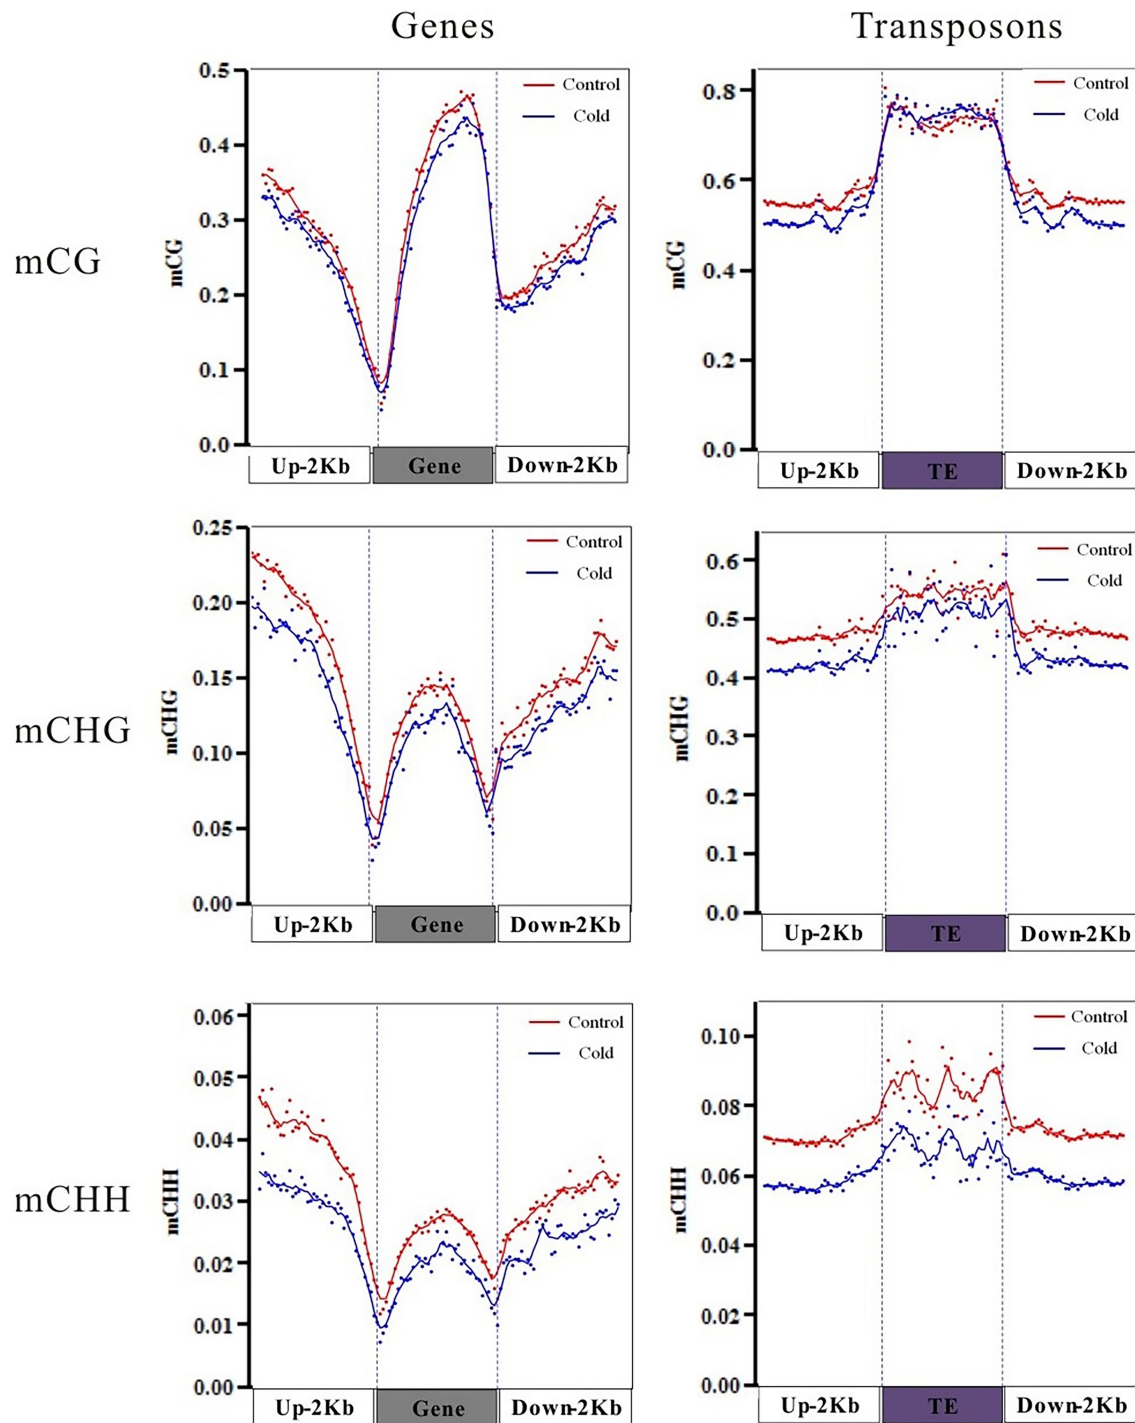 Genes Transposons
mCG
mCG
0.5
0.4
0.3
0.2
0.1
0.0
Control
Cold
Up-2Kb Gene Down-2Kb
mCG
0.8
0.6
0.4
0.2
0.0
Control
Cold
Up-2Kb TE Down-2Kb
mCHG
mCHG
0.25
0.20
0.15
0.10
0.05
0.00
Control
Cold
Up-2Kb Gene Down-2Kb
mCHG
0.6
0.5
0.4
0.3
0.2
0.1
0.0
Control
Cold
Up-2Kb TE Down-2Kb
mCHH
mCHH
0.06
0.05
0.04
0.03
0.02
0.01
0.00
Control
Cold
Up-2Kb Gene Down-2Kb
mCHH
0.10
0.08
0.06
0.04
0.02
0.00
Control
Cold
Up-2Kb TE Down-2Kb